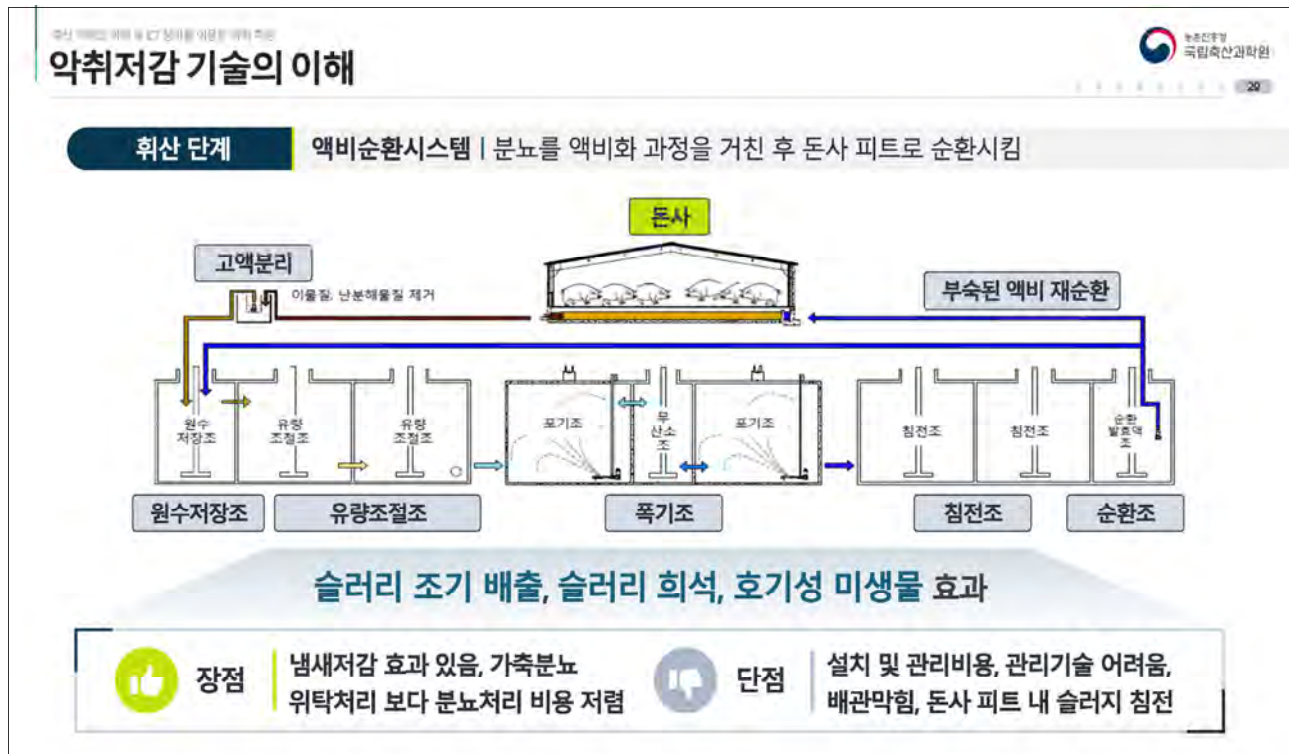 악취저감 기술의 이해
농촌진흥청
국립축산과학원
29
휘산 단계
액비순환시스템 | 분뇨를 액비화 과정을 거친 후 돈사 피트로 순환시킴
돈사
고액분리
이물질, 난분해물질 제거
부숙된 액비 재순환
원수
저장조
유량
조절조
유량
조절조
포기조
무
산소
조
포기조
침전조
침전조
순환
발효액
조
원수저장조
유량조절조
폭기조
침전조
순환조
슬러리 조기 배출, 슬러리 희석, 호기성 미생물 효과
장점
냄새저감 효과 있음, 가축분뇨
위탁처리 보다 분뇨처리 비용 저렴
단점
설치 및 관리비용, 관리기술 어려움,
배관막힘, 돈사 피트 내 슬러지 침전